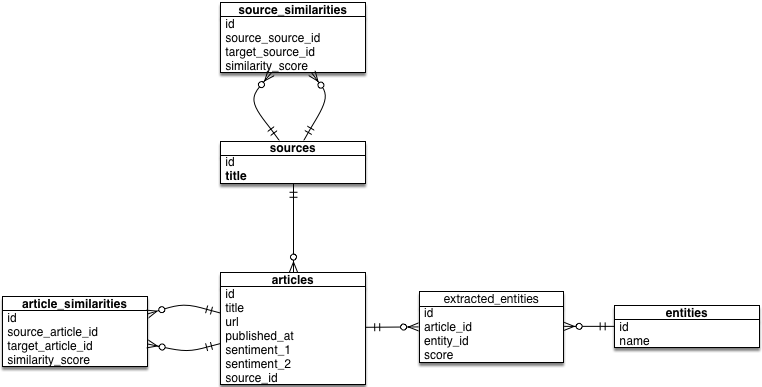 source_similarities
id
source_source_id
target_source_id
similarity_score
sources
id
title
articles
id
title
url
published_at
sentiment_1
sentiment_2
source_id
article_similarities
id
source_article_id
target_article_id
similarity_score
extracted_entities
id
article_id
entity_id
score
entities
id
name